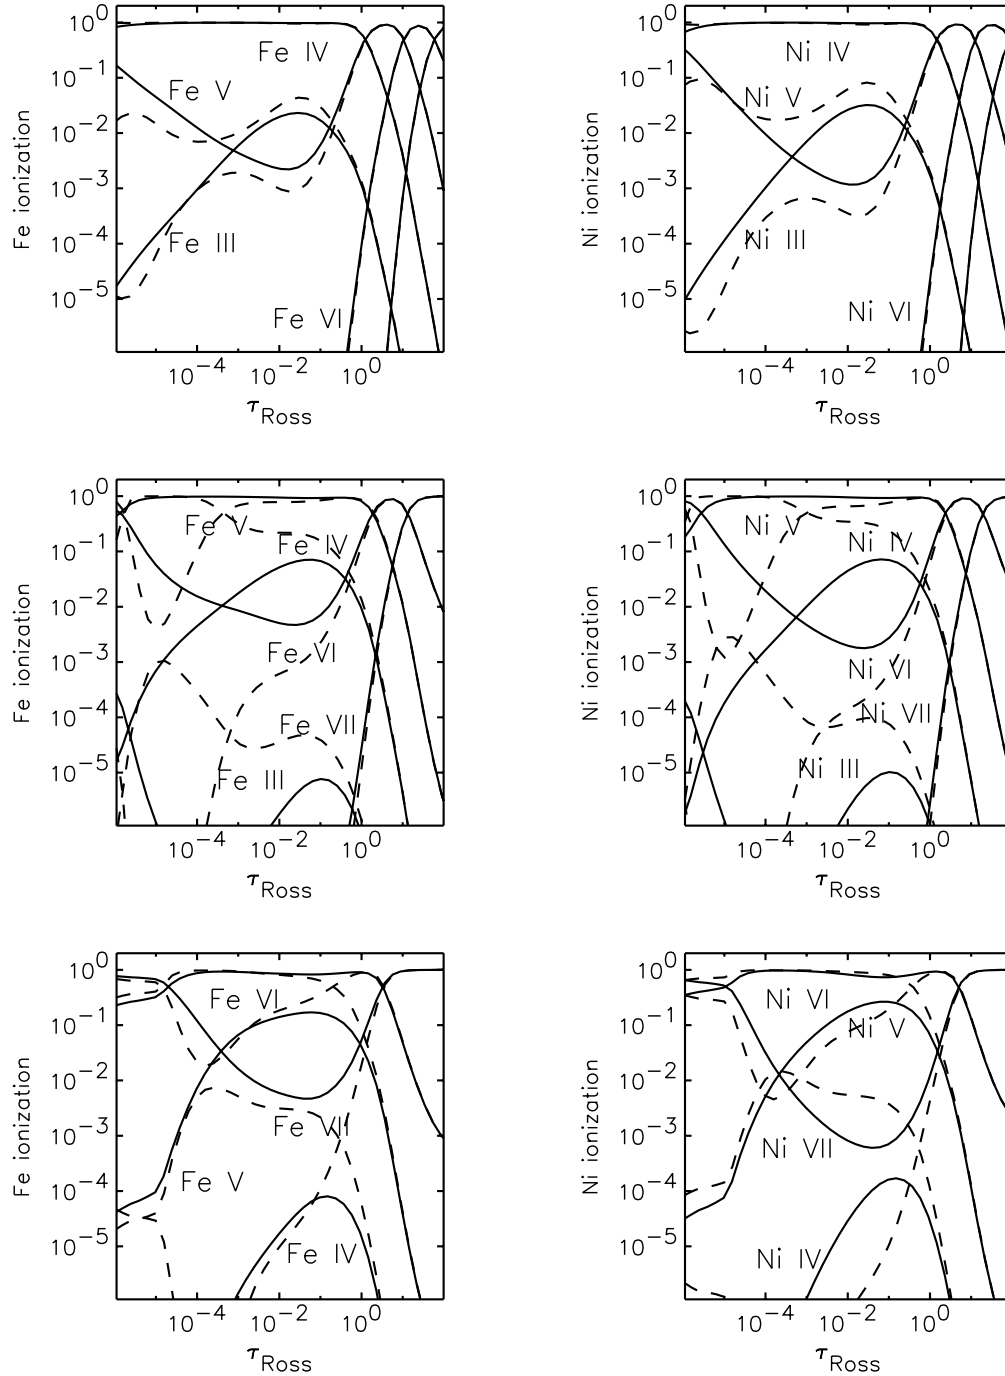 10^0
Fe IV
10^-1
Fe V
10^-2
10^-3
Fe III
10^-4
10^-5
Fe VI
Fe ionization
10^-4 10^-2 10^0
τ_Ross
10^0
Ni IV
10^-1
Ni V
10^-2
10^-3
Ni III
10^-4
10^-5
Ni VI
Ni ionization
10^-4 10^-2 10^0
τ_Ross
10^0
Fe V
Fe IV
10^-1
10^-2
Fe VI
10^-3
Fe VII
10^-4
Fe III
10^-5
Fe ionization
10^-4 10^-2 10^0
τ_Ross
10^0
Ni V
Ni IV
10^-1
10^-2
Ni VI
10^-3
Ni VII
10^-4
Ni III
10^-5
Ni ionization
10^-4 10^-2 10^0
τ_Ross
10^0
Fe VI
10^-1
10^-2
Fe VII
10^-3
Fe V
10^-4
Fe IV
10^-5
Fe ionization
10^-4 10^-2 10^0
τ_Ross
10^0
Ni VI
Ni V
10^-1
10^-2
Ni VII
10^-3
10^-4
Ni IV
10^-5
Ni ionization
10^-4 10^-2 10^0
τ_Ross